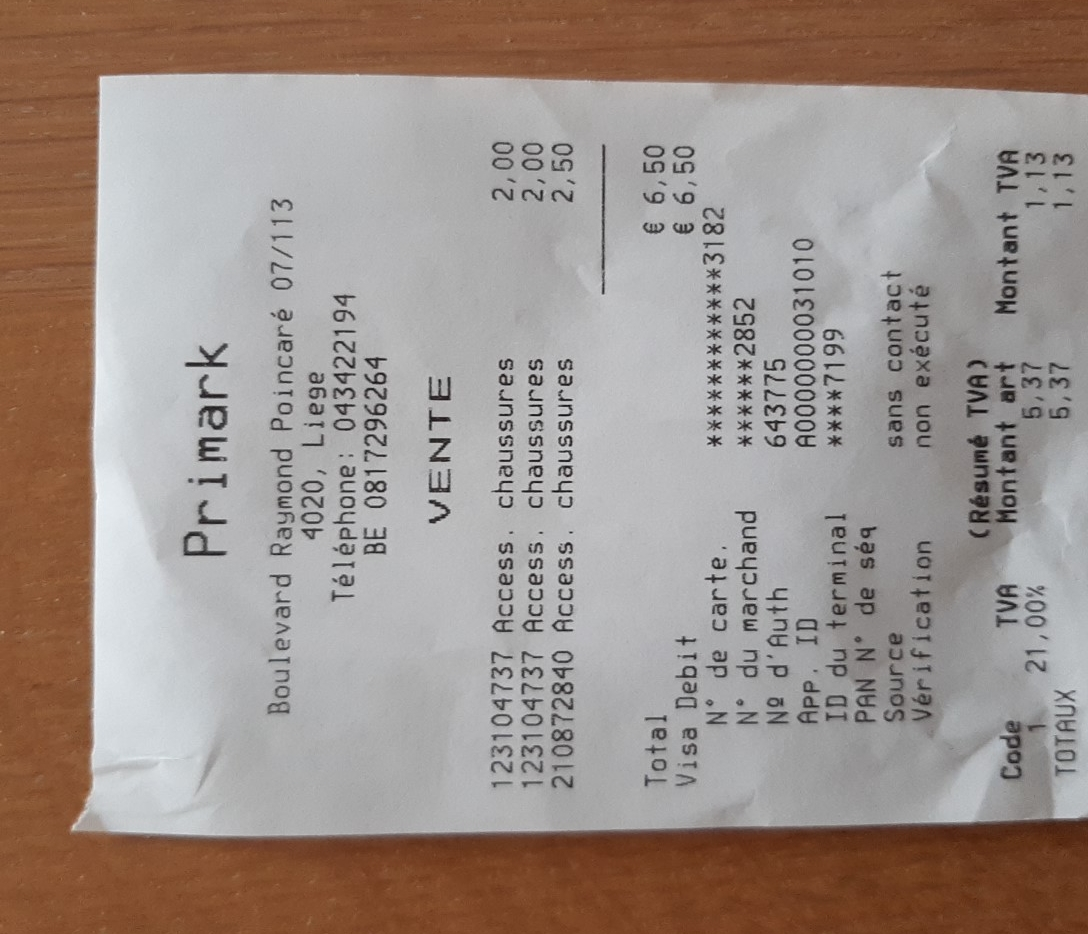 Primark
Boulevard Raymond Poincaré 07/113
4020, Liege
Téléphone: 043422194
BE 0817296264
VENTE
123104737 Access. chaussures 2,00
123104737 Access. chaussures 2,00
210872840 Access. chaussures 2,50
Total € 6,50
Visa Debit € 6,50
N° de carte. ************3182
N° du marchand ******2852
Nº d'Auth 643775
App. ID A0000000031010
ID du terminal ****7199
PAN N° de séq
Source sans contact
Vérification non exécuté
(Résumé TVA)
Code TVA Montant art Montant TVA
1 21,00% 5,37 1,13
TOTAUX 5,37 1,13